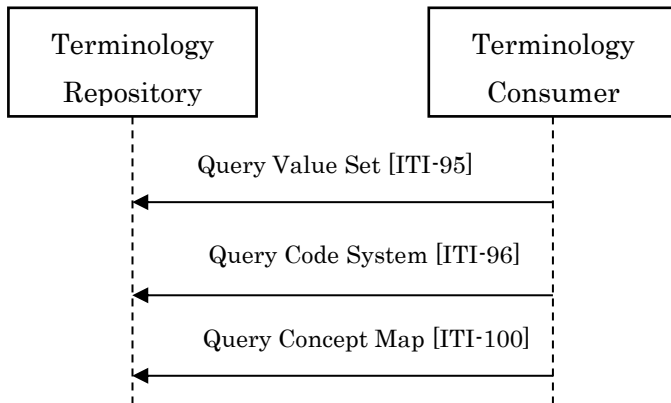 Terminology
Repository
Terminology
Consumer
Query Value Set [ITI-95]
Query Code System [ITI-96]
Query Concept Map [ITI-100]